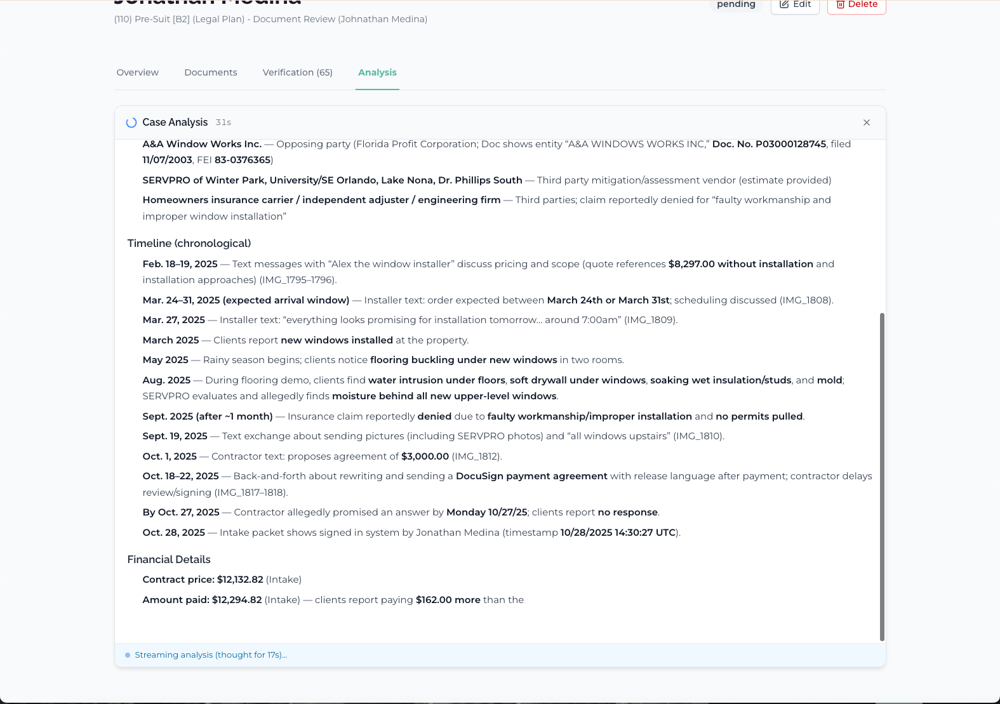 Jonathan Medina
pending
Edit
Delete
(110) Pre-Suit [B2] (Legal Plan) - Document Review (Johnathan Medina)
Overview
Documents
Verification (65)
Analysis
Case Analysis 31s
A&A Window Works Inc. — Opposing party (Florida Profit Corporation; Doc shows entity “A&A WINDOWS WORKS INC,” Doc. No. P03000128745, filed
11/07/2003, FEI 83-0376365)
SERVPRO of Winter Park, University/SE Orlando, Lake Nona, Dr. Phillips South — Third party mitigation/assessment vendor (estimate provided)
Homeowners insurance carrier / independent adjuster / engineering firm — Third parties; claim reportedly denied for “faulty workmanship and
improper window installation”
Timeline (chronological)
Feb. 18–19, 2025 — Text messages with “Alex the window installer” discuss pricing and scope (quote references $8,297.00 without installation and
installation approaches) (IMG_1795–1796).
Mar. 24–31, 2025 (expected arrival window) — Installer text: order expected between March 24th or March 31st; scheduling discussed (IMG_1808).
Mar. 27, 2025 — Installer text: “everything looks promising for installation tomorrow… around 7:00am” (IMG_1809).
March 2025 — Clients report new windows installed at the property.
May 2025 — Rainy season begins; clients notice flooring buckling under new windows in two rooms.
Aug. 2025 — During flooring demo, clients find water intrusion under floors, soft drywall under windows, soaking wet insulation/studs, and mold;
SERVPRO evaluates and allegedly finds moisture behind all new upper-level windows.
Sept. 2025 (after ~1 month) — Insurance claim reportedly denied due to faulty workmanship/improper installation and no permits pulled.
Sept. 19, 2025 — Text exchange about sending pictures (including SERVPRO photos) and “all windows upstairs” (IMG_1810).
Oct. 1, 2025 — Contractor text: proposes agreement of $3,000.00 (IMG_1812).
Oct. 18–22, 2025 — Back-and-forth about rewriting and sending a DocuSign payment agreement with release language after payment; contractor delays
review/signing (IMG_1817–1818).
By Oct. 27, 2025 — Contractor allegedly promised an answer by Monday 10/27/25; clients report no response.
Oct. 28, 2025 — Intake packet shows signed in system by Jonathan Medina (timestamp 10/28/2025 14:30:27 UTC).
Financial Details
Contract price: $12,132.82 (Intake)
Amount paid: $12,294.82 (Intake) — clients report paying $162.00 more than the
Streaming analysis (thought for 17s)...